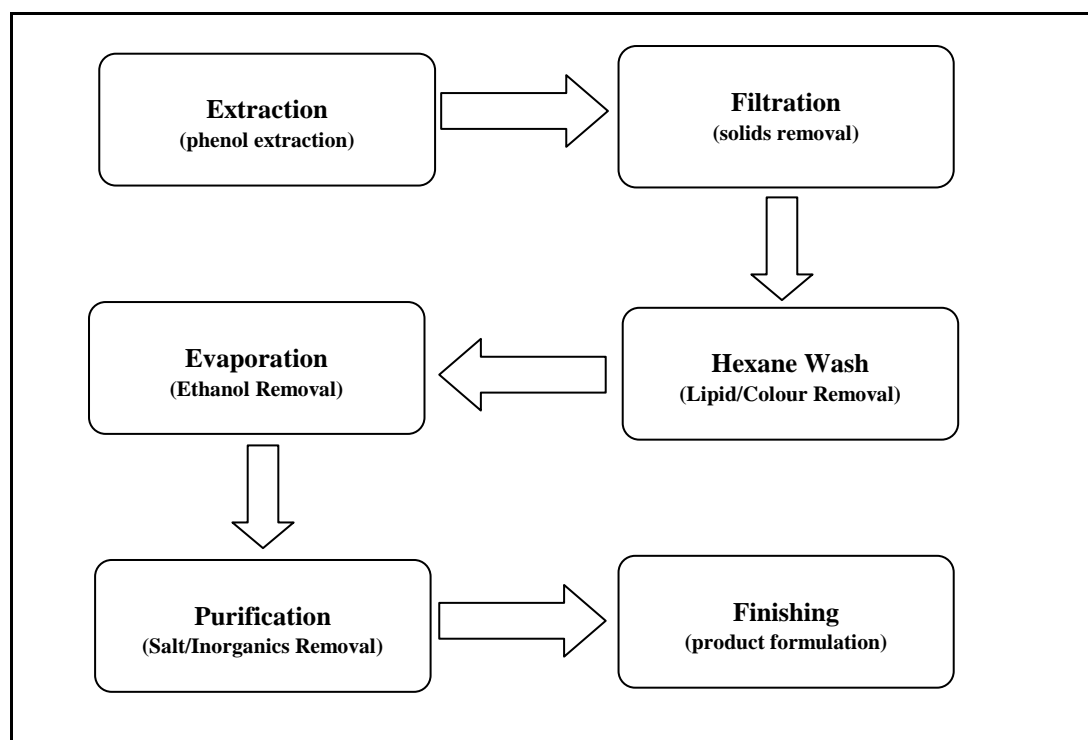 Extraction
(phenol extraction)
Filtration
(solids removal)
Hexane Wash
(Lipid/Colour Removal)
Evaporation
(Ethanol Removal)
Purification
(Salt/Inorganics Removal)
Finishing
(product formulation)